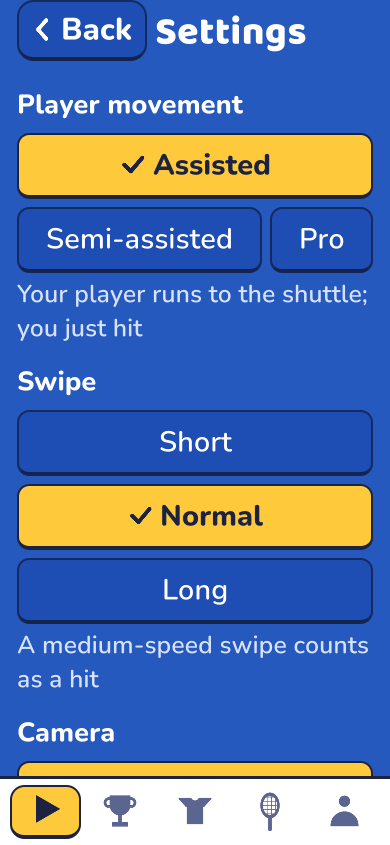 Back Settings
Player movement
Assisted
Semi-assisted Pro
Your player runs to the shuttle;
you just hit
Swipe
Short
Normal
Long
A medium-speed swipe counts
as a hit
Camera